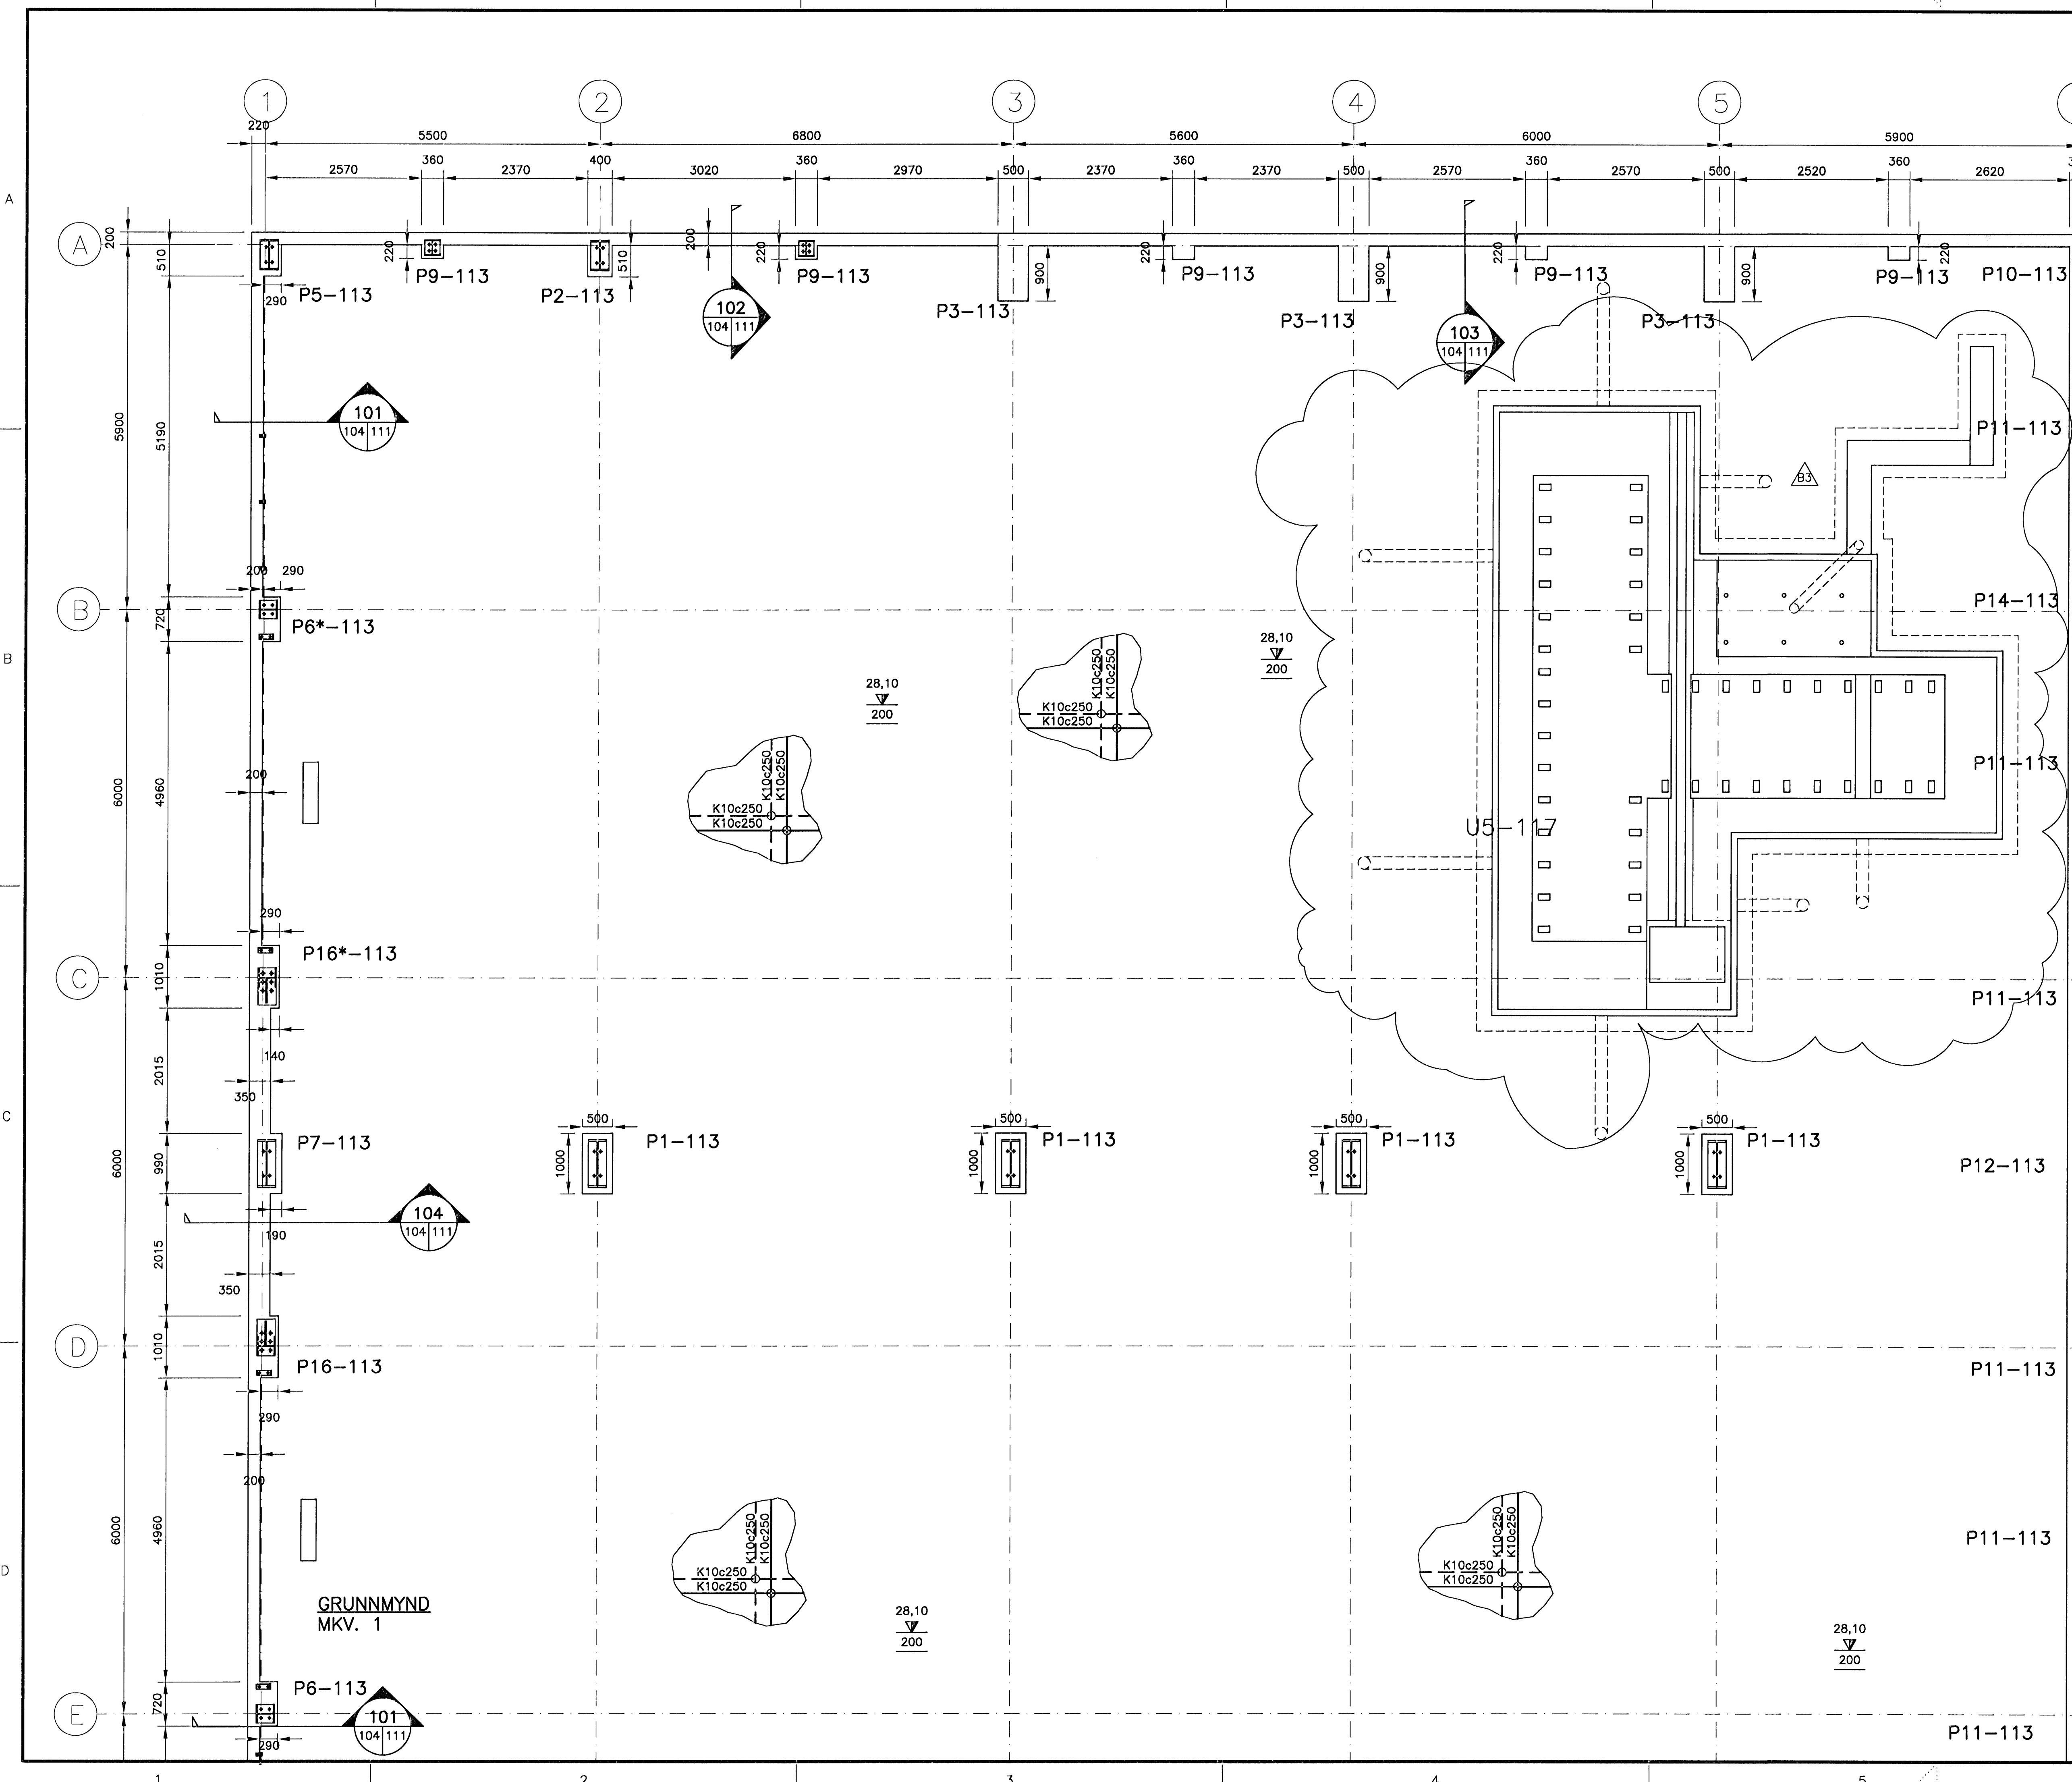 1 2 3 4 5
220 5500 6800 5600 6000 5900
2570 360 2370 400 3020 360 2970 500 2370 360 2370 500 2570 360 2570 500 2520 360 2620
A
A
200 510 220 510 200 220 900 220 900 220 900 220
P9-113 P9-113 P9-113 P9-113 P9-113 P10-113
290 P5-113 P2-113
P3-113 P3-113 P3-113
102
104 111
103
104 111
101
104 111
5900 5190
P11-113
B3
200 290
B
720
P6*-113
P14-113
B
28,10
200
28,10
200
K10c250
K10c250
K10c250
K10c250
K10c250
K10c250
K10c250
K10c250
P11-113
200
6000 4960
U5-117
290
P16*-113
C
1010
P11-113
140
2015
350
C
500 500 500 500
P7-113 P1-113 P1-113 P1-113 P1-113
6000 990 1000 1000 1000 1000
P12-113
104
104 111
190
2015
350
D
1010
P16-113
P11-113
290
200
6000 4960
K10c250
K10c250
K10c250
K10c250
K10c250
K10c250
K10c250
K10c250
P11-113
D
GRUNNMYND
MKV. 1
28,10
200
28,10
200
P6-113
E
720
101
104 111
290
P11-113
1 2 3 4 5